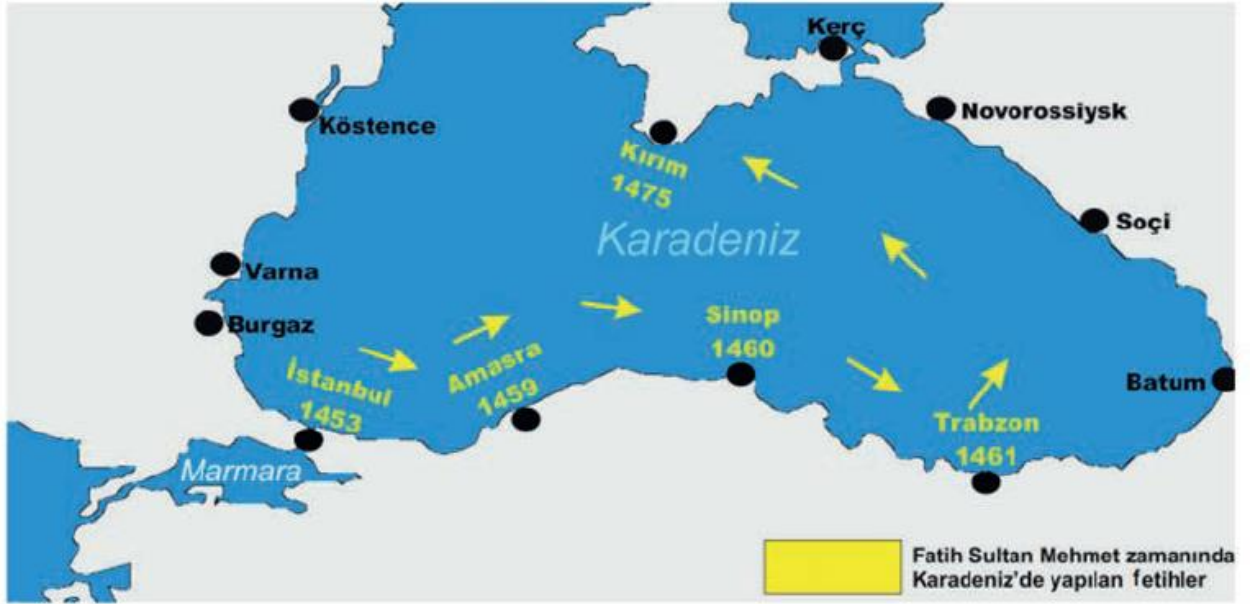 Kerç
Köstence
Novorossiysk
Kırım
1475
Karadeniz
Soçi
Varna
Burgaz
Sinop
1460
İstanbul
1453
Amasra
1459
Batum
Trabzon
1461
Marmara
Fatih Sultan Mehmet zamanında
Karadeniz'de yapılan fetihler